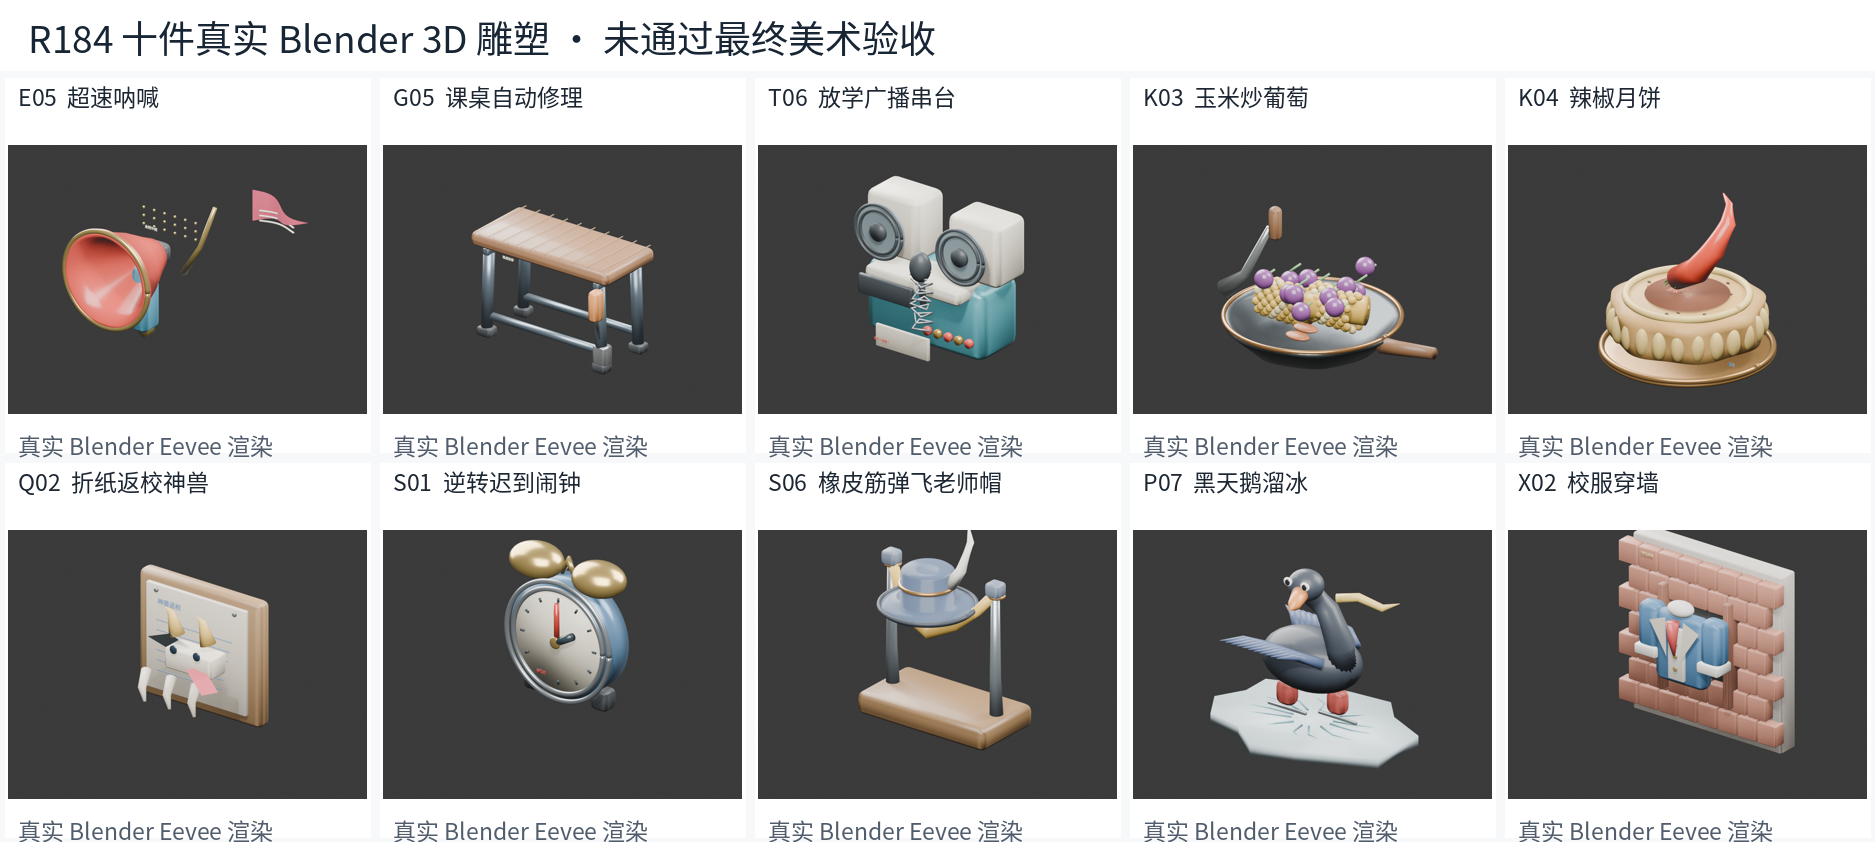 R184 十件真实 Blender 3D 雕塑 · 未通过最终美术验收
E05 超速呐喊
G05 课桌自动修理
T06 放学广播串台
K03 玉米炒葡萄
K04 辣椒月饼
真实 Blender Eevee 渲染
真实 Blender Eevee 渲染
真实 Blender Eevee 渲染
真实 Blender Eevee 渲染
真实 Blender Eevee 渲染
Q02 折纸返校神兽
S01 逆转迟到闹钟
S06 橡皮筋弹飞老师帽
P07 黑天鹅溜冰
X02 校服穿墙
真实 Blender Eevee 渲染
真实 Blender Eevee 渲染
真实 Blender Eevee 渲染
真实 Blender Eevee 渲染
真实 Blender Eevee 渲染